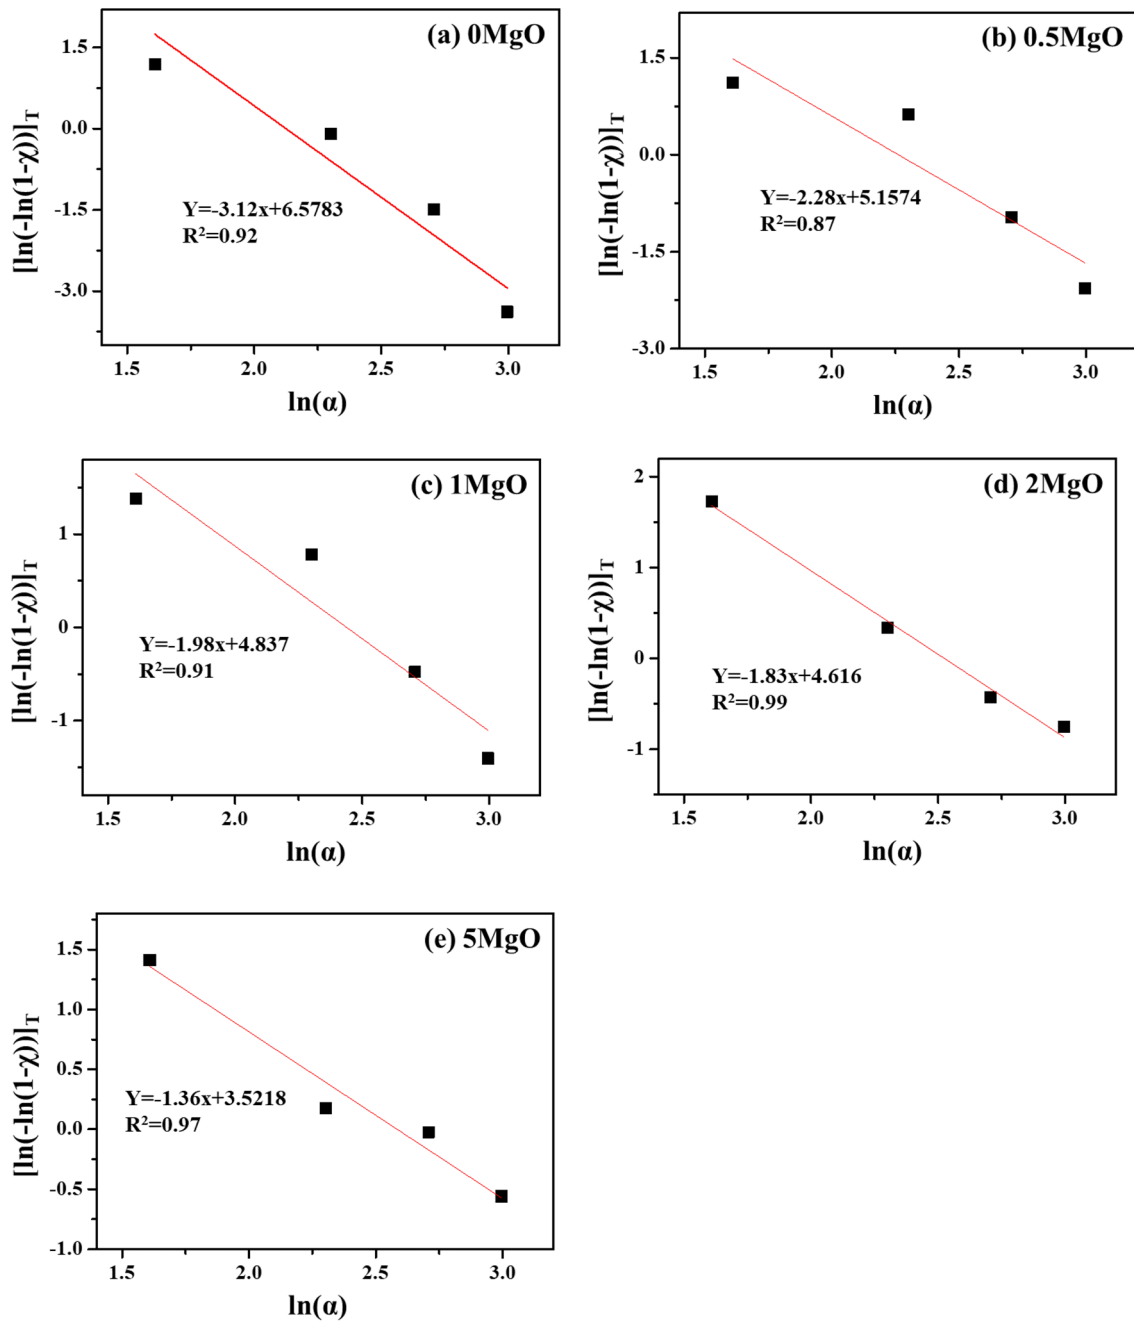 (a) 0MgO
[ln(-ln(1-χ))]T
1.5
0.0
-1.5
-3.0
Y=-3.12x+6.5783
R²=0.92
1.5 2.0 2.5 3.0
ln(α)
(b) 0.5MgO
[ln(-ln(1-χ))]T
1.5
0.0
-1.5
-3.0
Y=-2.28x+5.1574
R²=0.87
1.5 2.0 2.5 3.0
ln(α)
(c) 1MgO
[ln(-ln(1-χ))]T
1
0
-1
Y=-1.98x+4.837
R²=0.91
1.5 2.0 2.5 3.0
ln(α)
(d) 2MgO
[ln(-ln(1-χ))]T
2
1
0
-1
Y=-1.83x+4.616
R²=0.99
1.5 2.0 2.5 3.0
ln(α)
(e) 5MgO
[ln(-ln(1-χ))]T
1.5
1.0
0.5
0.0
-0.5
-1.0
Y=-1.36x+3.5218
R²=0.97
1.5 2.0 2.5 3.0
ln(α)